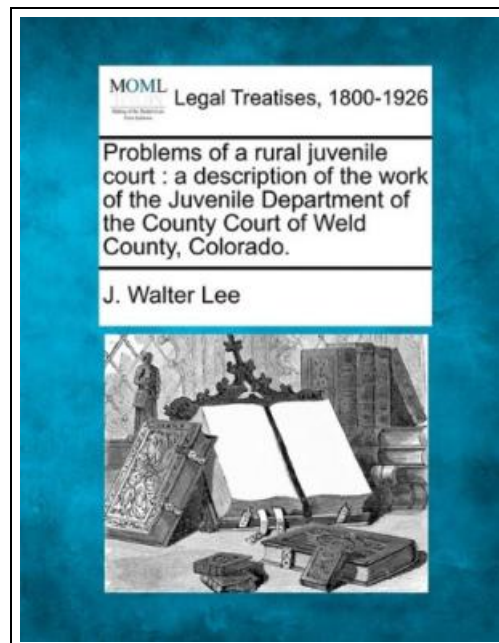 MOML
Legal Treatises, 1800-1926
Problems of a rural juvenile
court : a description of the work
of the Juvenile Department of
the County Court of Weld
County, Colorado.
J. Walter Lee